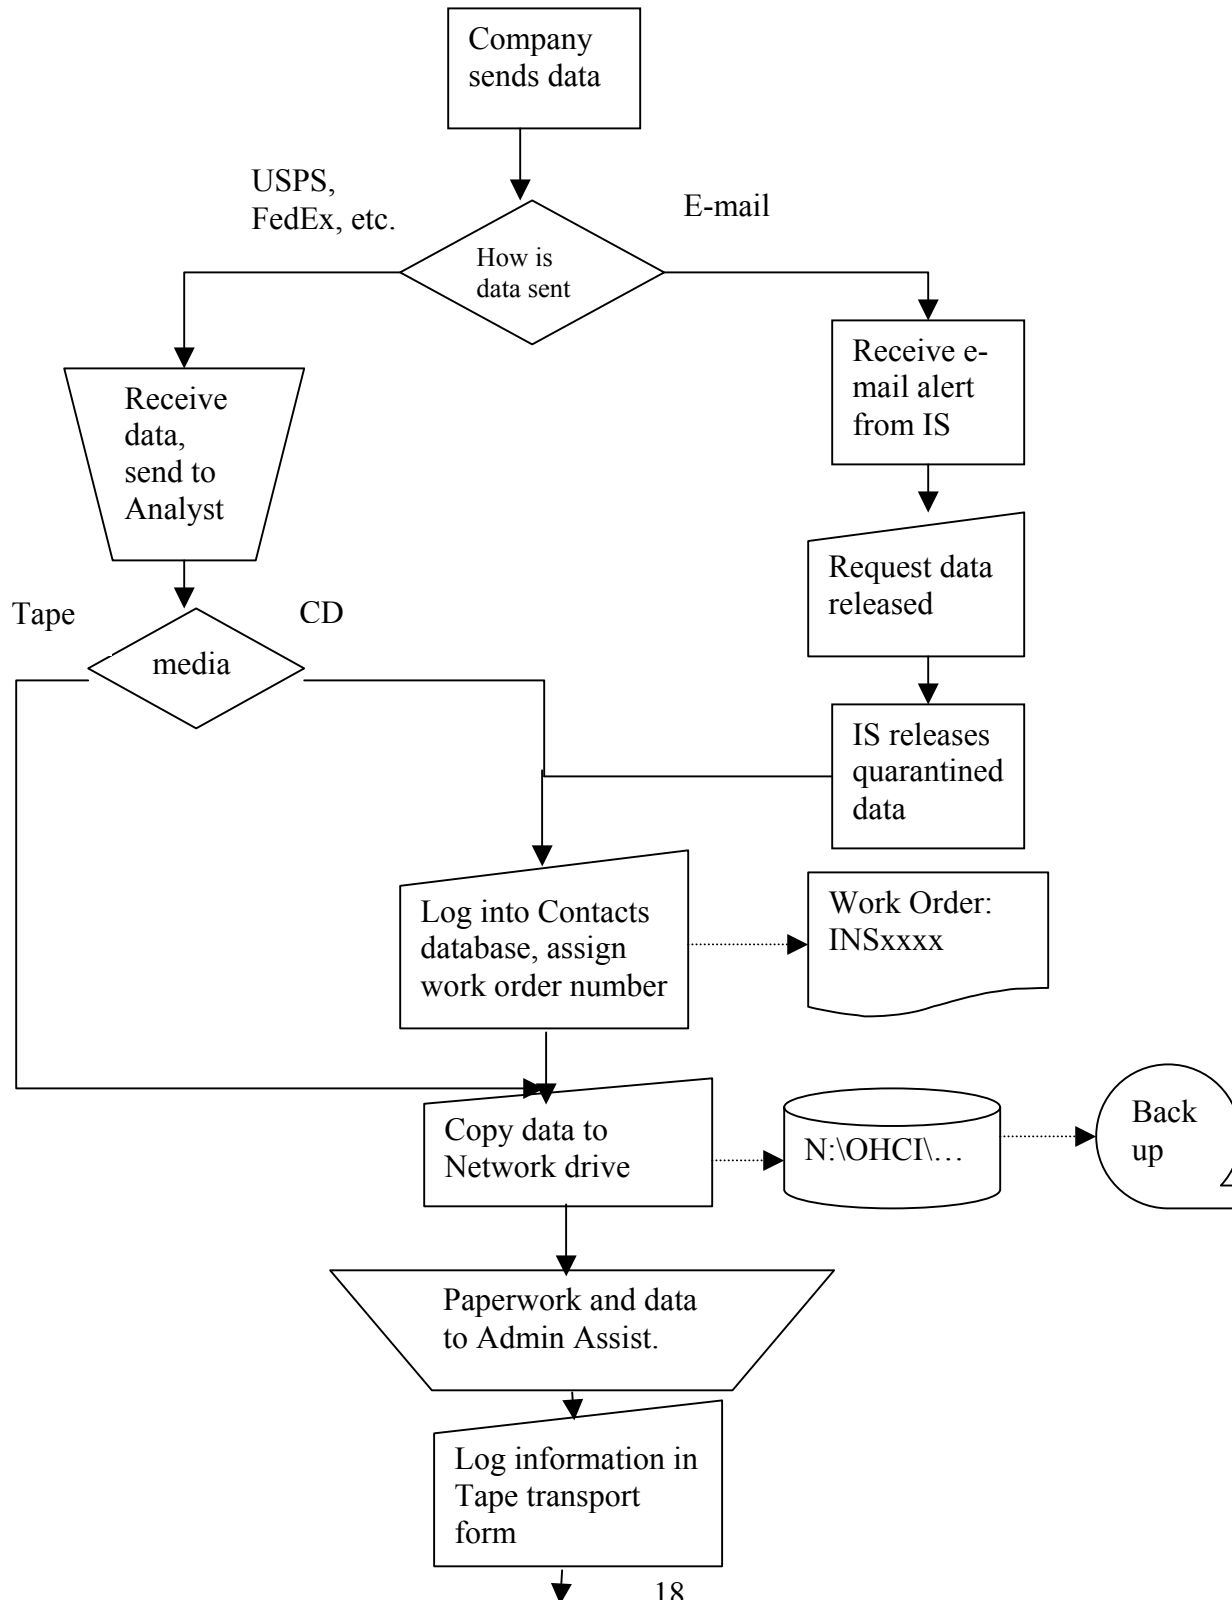 Company
sends data
USPS,
FedEx, etc.
E-mail
How is
data sent
Receive e-
mail alert
from IS
Receive
data,
send to
Analyst
Request data
released
Tape
CD
media
IS releases
quarantined
data
Log into Contacts
database, assign
work order number
Work Order:
INSxxxx
Copy data to
Network drive
N:\OHCI\…
Back
up
Paperwork and data
to Admin Assist.
Log information in
Tape transport
form
18